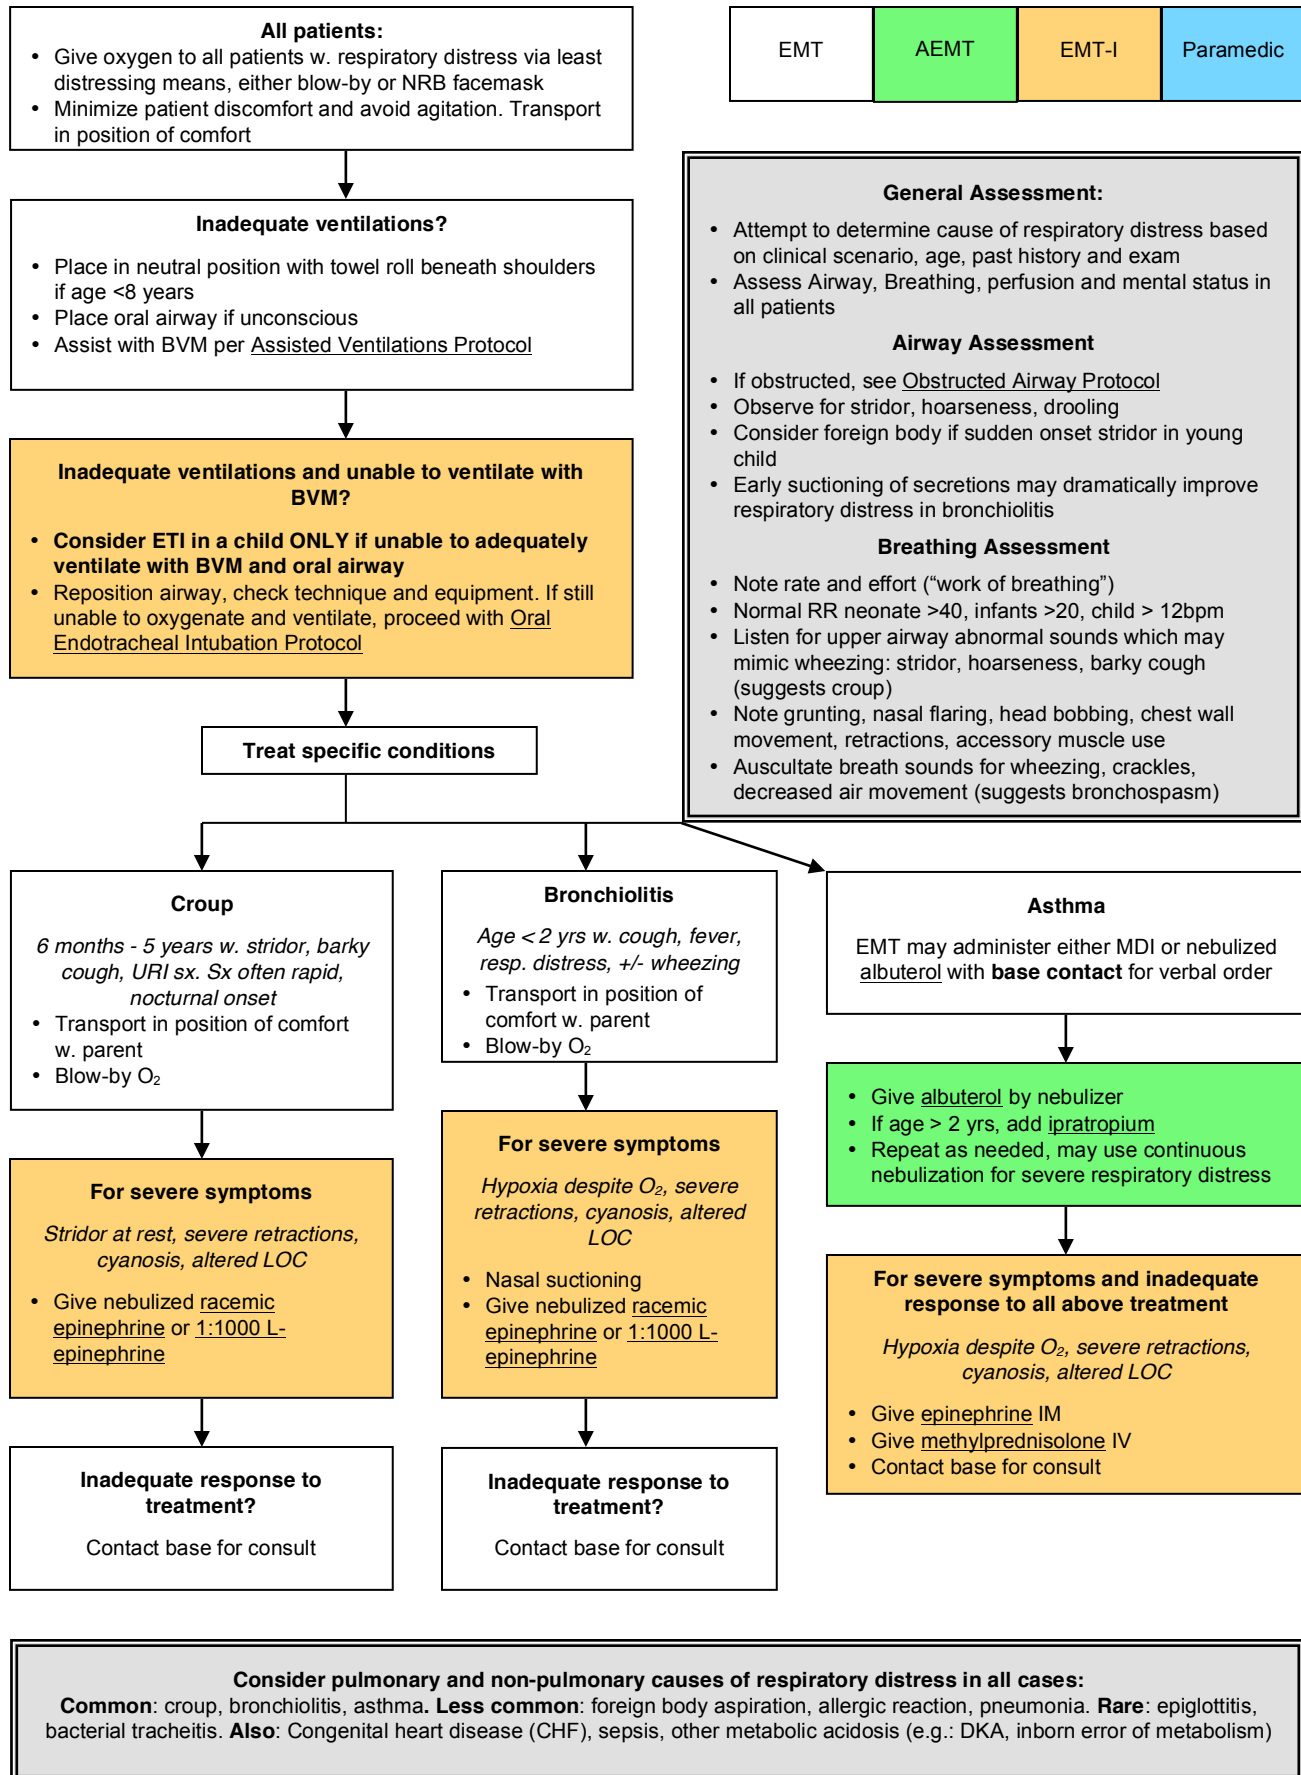 All patients:
• Give oxygen to all patients w. respiratory distress via least
distressing means, either blow-by or NRB facemask
• Minimize patient discomfort and avoid agitation. Transport
in position of comfort
EMT
AEMT
EMT-I
Paramedic
Inadequate ventilations?
• Place in neutral position with towel roll beneath shoulders
if age <8 years
• Place oral airway if unconscious
• Assist with BVM per Assisted Ventilations Protocol
General Assessment:
• Attempt to determine cause of respiratory distress based
on clinical scenario, age, past history and exam
• Assess Airway, Breathing, perfusion and mental status in
all patients
Airway Assessment
• If obstructed, see Obstructed Airway Protocol
• Observe for stridor, hoarseness, drooling
• Consider foreign body if sudden onset stridor in young
child
• Early suctioning of secretions may dramatically improve
respiratory distress in bronchiolitis
Breathing Assessment
• Note rate and effort (“work of breathing”)
• Normal RR neonate >40, infants >20, child > 12bpm
• Listen for upper airway abnormal sounds which may
mimic wheezing: stridor, hoarseness, barky cough
(suggests croup)
• Note grunting, nasal flaring, head bobbing, chest wall
movement, retractions, accessory muscle use
• Auscultate breath sounds for wheezing, crackles,
decreased air movement (suggests bronchospasm)
Inadequate ventilations and unable to ventilate with
BVM?
• Consider ETI in a child ONLY if unable to adequately
ventilate with BVM and oral airway
• Reposition airway, check technique and equipment. If still
unable to oxygenate and ventilate, proceed with Oral
Endotracheal Intubation Protocol
Treat specific conditions
Croup
6 months - 5 years w. stridor, barky
cough, URI sx. Sx often rapid,
nocturnal onset
• Transport in position of comfort
w. parent
• Blow-by O₂
For severe symptoms
Stridor at rest, severe retractions,
cyanosis, altered LOC
• Give nebulized racemic
epinephrine or 1:1000 L-
epinephrine
Inadequate response to
treatment?
Contact base for consult
Bronchiolitis
Age < 2 yrs w. cough, fever,
resp. distress, +/- wheezing
• Transport in position of
comfort w. parent
• Blow-by O₂
For severe symptoms
Hypoxia despite O₂, severe
retractions, cyanosis, altered
LOC
• Nasal suctioning
• Give nebulized racemic
epinephrine or 1:1000 L-
epinephrine
Inadequate response to
treatment?
Contact base for consult
Asthma
EMT may administer either MDI or nebulized
albuterol with base contact for verbal order
• Give albuterol by nebulizer
• If age > 2 yrs, add ipratropium
• Repeat as needed, may use continuous
nebulization for severe respiratory distress
For severe symptoms and inadequate
response to all above treatment
Hypoxia despite O₂, severe retractions,
cyanosis, altered LOC
• Give epinephrine IM
• Give methylprednisolone IV
• Contact base for consult
Consider pulmonary and non-pulmonary causes of respiratory distress in all cases:
Common: croup, bronchiolitis, asthma. Less common: foreign body aspiration, allergic reaction, pneumonia. Rare: epiglottitis,
bacterial tracheitis. Also: Congenital heart disease (CHF), sepsis, other metabolic acidosis (e.g.: DKA, inborn error of metabolism)